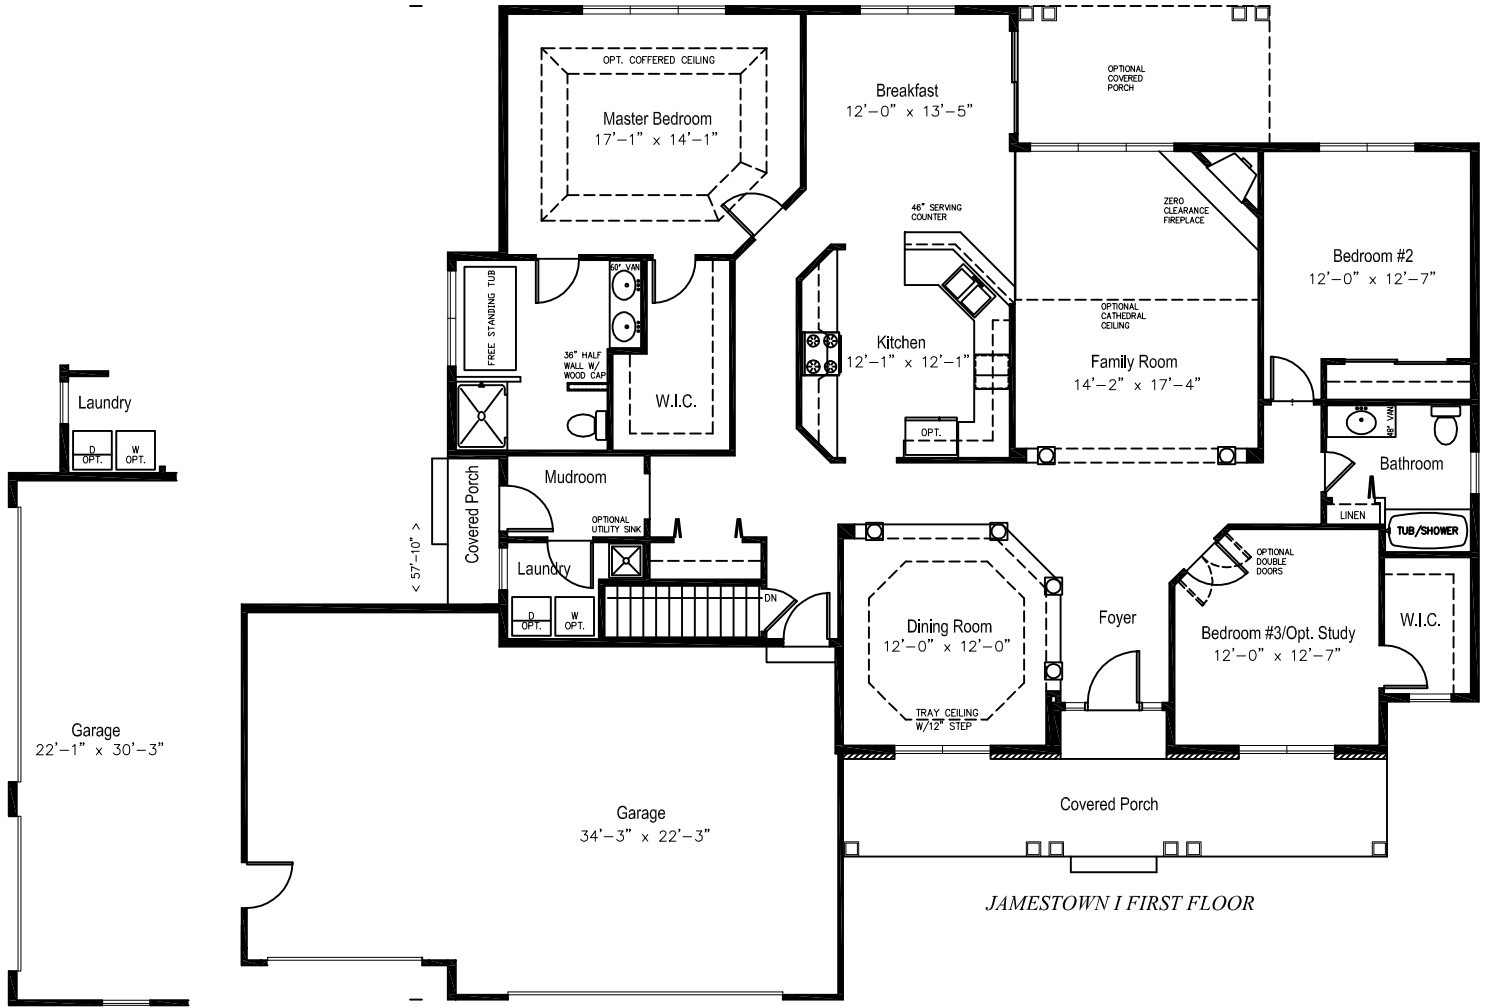 OPT. COFFERED CEILING
Master Bedroom
17'-1" x 14'-1"
Breakfast
12'-0" x 13'-5"
OPTIONAL
COVERED
PORCH
46" SERVING
COUNTER
ZERO
CLEARANCE
FIREPLACE
Bedroom #2
12'-0" x 12'-7"
60" VAN
FREE STANDING TUB
36" HALF
WALL W/
WOOD CAP
W.I.C.
Kitchen
12'-1" x 12'-1"
OPT.
OPTIONAL
CATHEDRAL
CEILING
Family Room
14'-2" x 17'-4"
48" VAN
Bathroom
LINEN
TUB/SHOWER
Laundry
D
OPT.
W
OPT.
Mudroom
OPTIONAL
UTILITY SINK
Covered Porch
< 57'-10" >
Laundry
D
OPT.
W
OPT.
DN
Dining Room
12'-0" x 12'-0"
TRAY CEILING
W/12" STEP
Foyer
OPTIONAL
DOUBLE
DOORS
Bedroom #3/Opt. Study
12'-0" x 12'-7"
W.I.C.
Garage
22'-1" x 30'-3"
Garage
34'-3" x 22'-3"
Covered Porch
JAMESTOWN I FIRST FLOOR